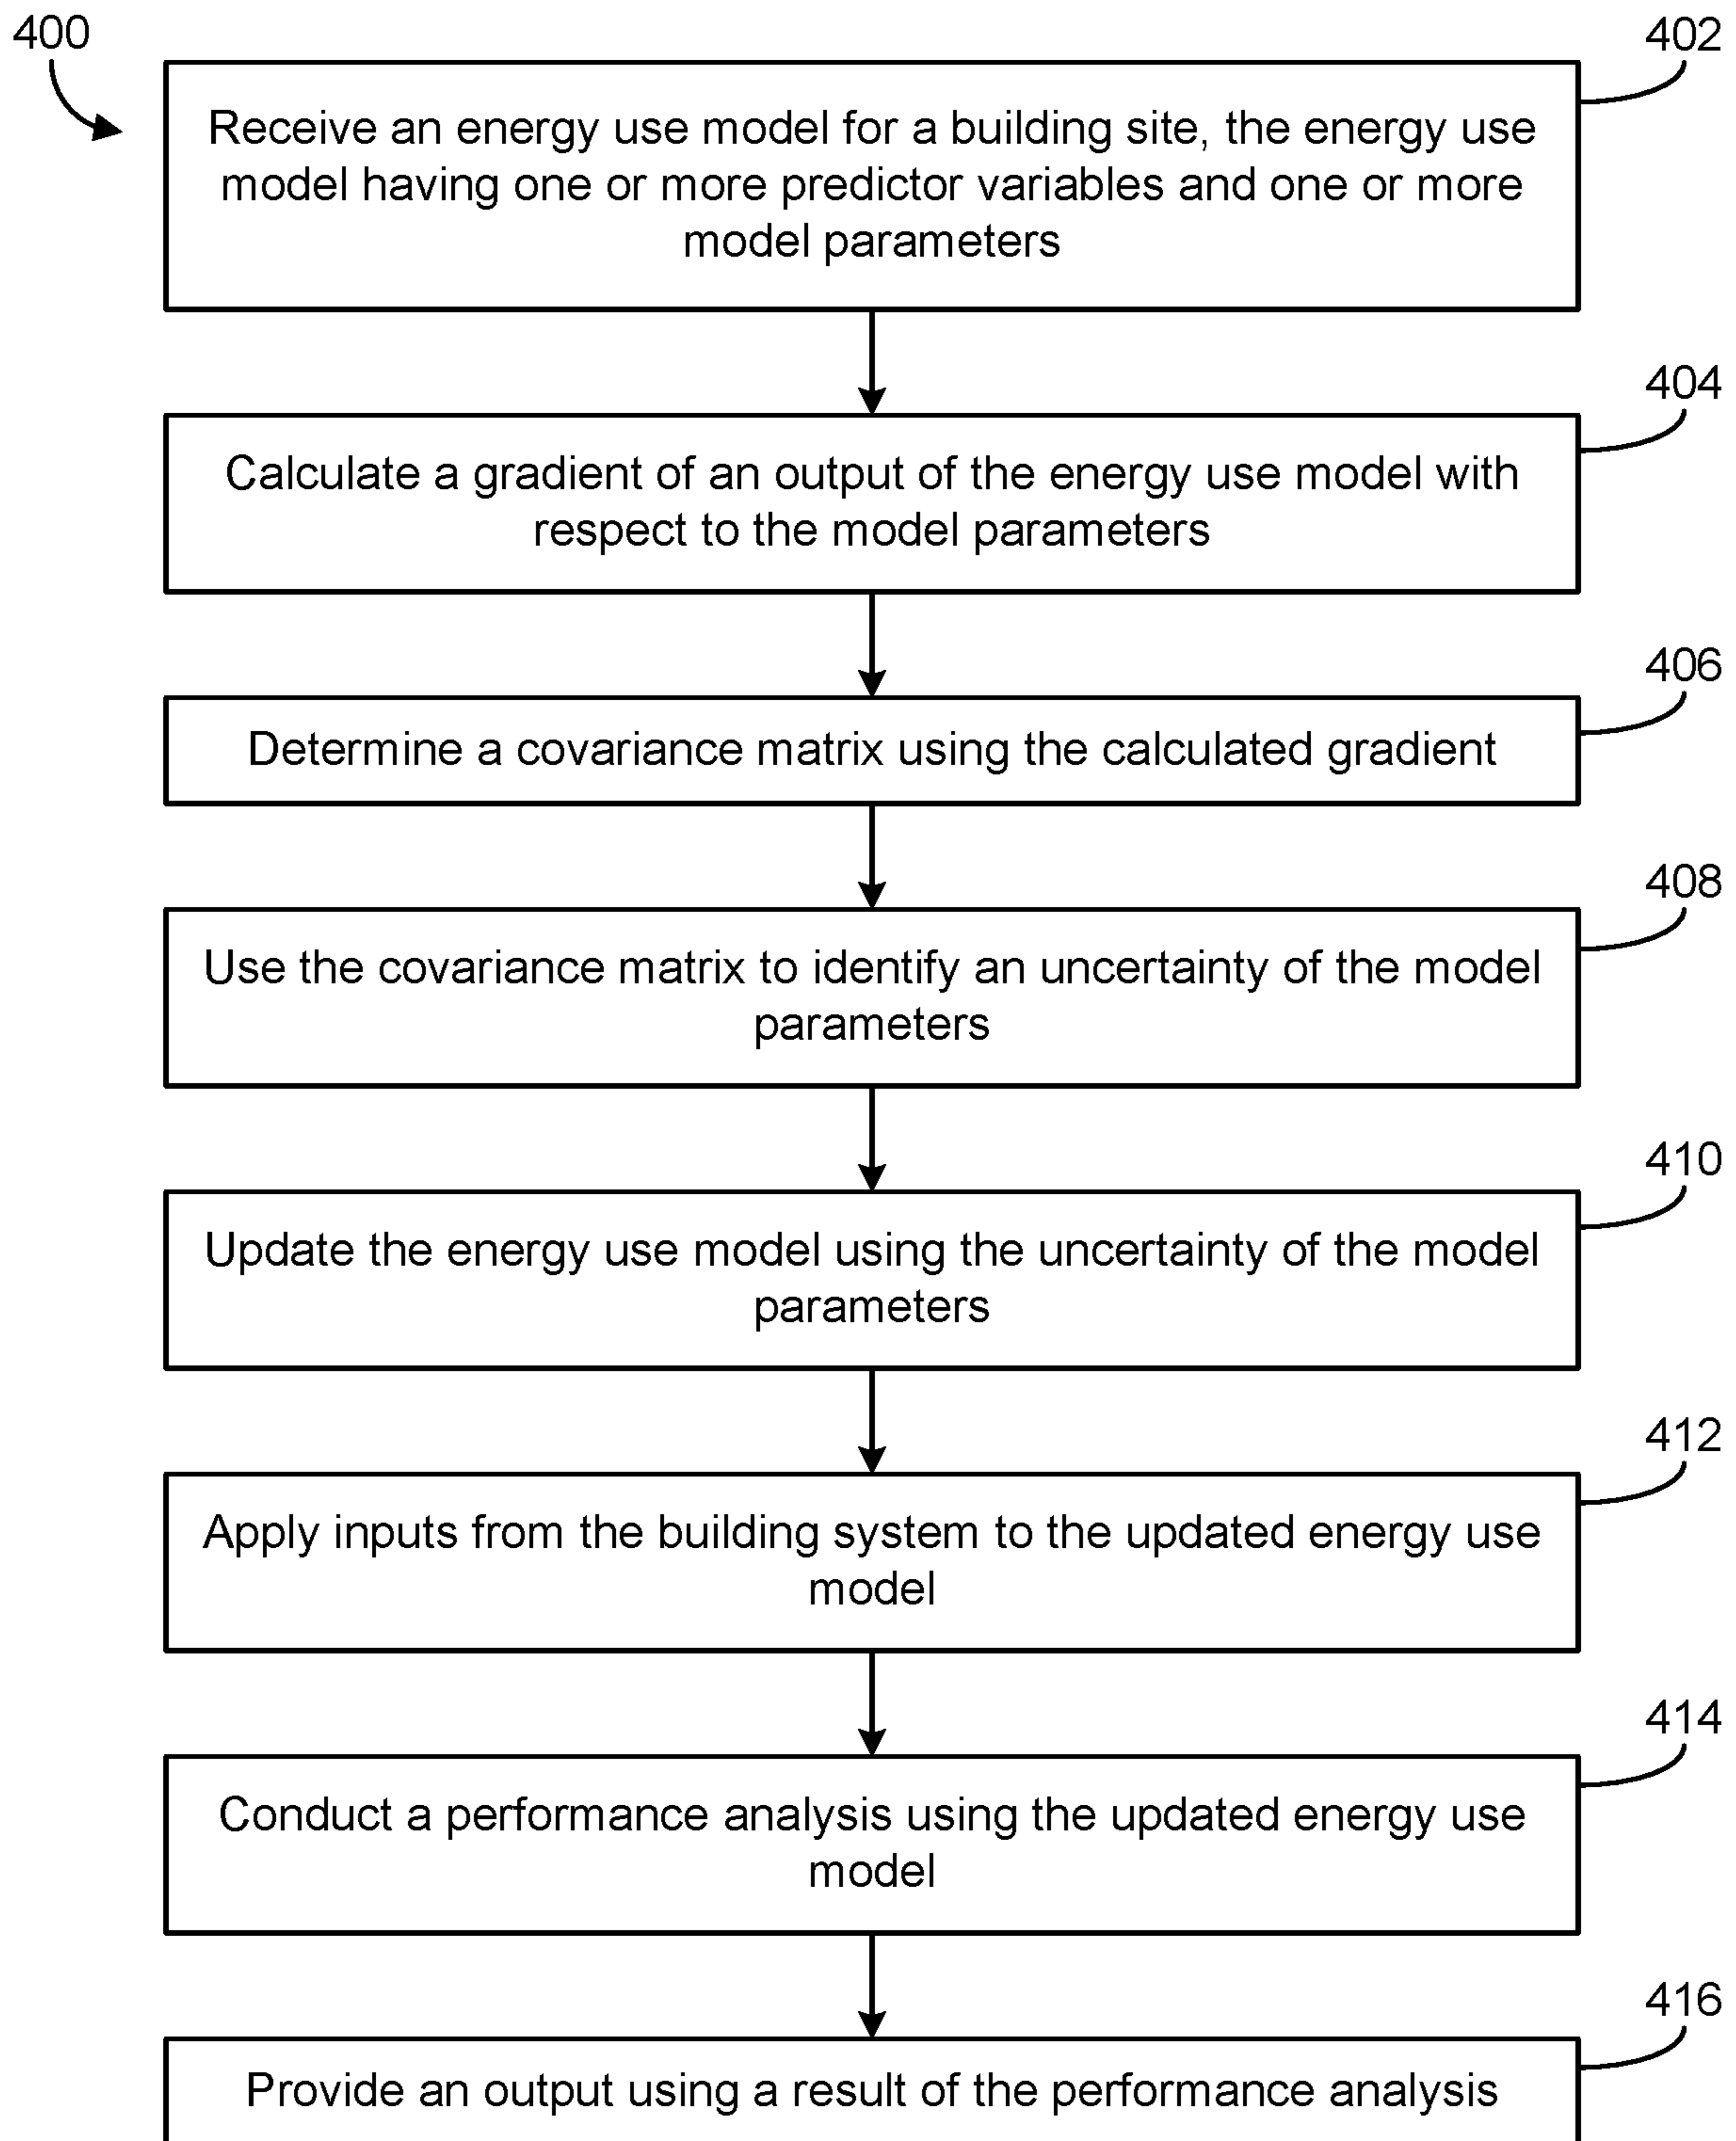 400
402
Receive an energy use model for a building site, the energy use
model having one or more predictor variables and one or more
model parameters
404
Calculate a gradient of an output of the energy use model with
respect to the model parameters
406
Determine a covariance matrix using the calculated gradient
408
Use the covariance matrix to identify an uncertainty of the model
parameters
410
Update the energy use model using the uncertainty of the model
parameters
412
Apply inputs from the building system to the updated energy use
model
414
Conduct a performance analysis using the updated energy use
model
416
Provide an output using a result of the performance analysis